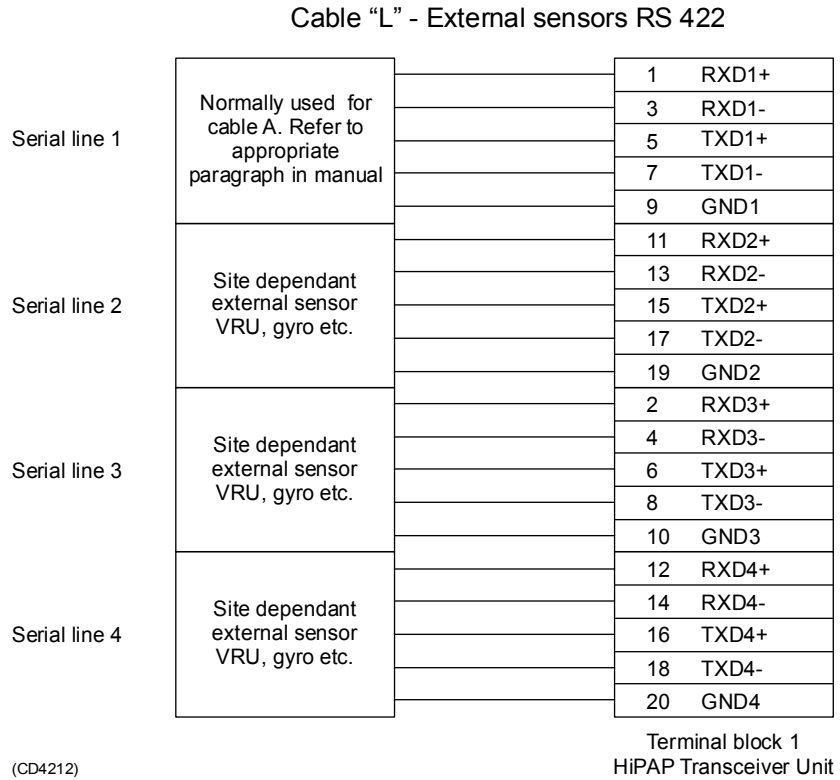 Cable “L” - External sensors RS 422
Serial line 1
Normally used for
cable A. Refer to
appropriate
paragraph in manual
1 RXD1+
3 RXD1-
5 TXD1+
7 TXD1-
9 GND1
Serial line 2
Site dependant
external sensor
VRU, gyro etc.
11 RXD2+
13 RXD2-
15 TXD2+
17 TXD2-
19 GND2
Serial line 3
Site dependant
external sensor
VRU, gyro etc.
2 RXD3+
4 RXD3-
6 TXD3+
8 TXD3-
10 GND3
Serial line 4
Site dependant
external sensor
VRU, gyro etc.
12 RXD4+
14 RXD4-
16 TXD4+
18 TXD4-
20 GND4
Terminal block 1
HiPAP Transceiver Unit
(CD4212)